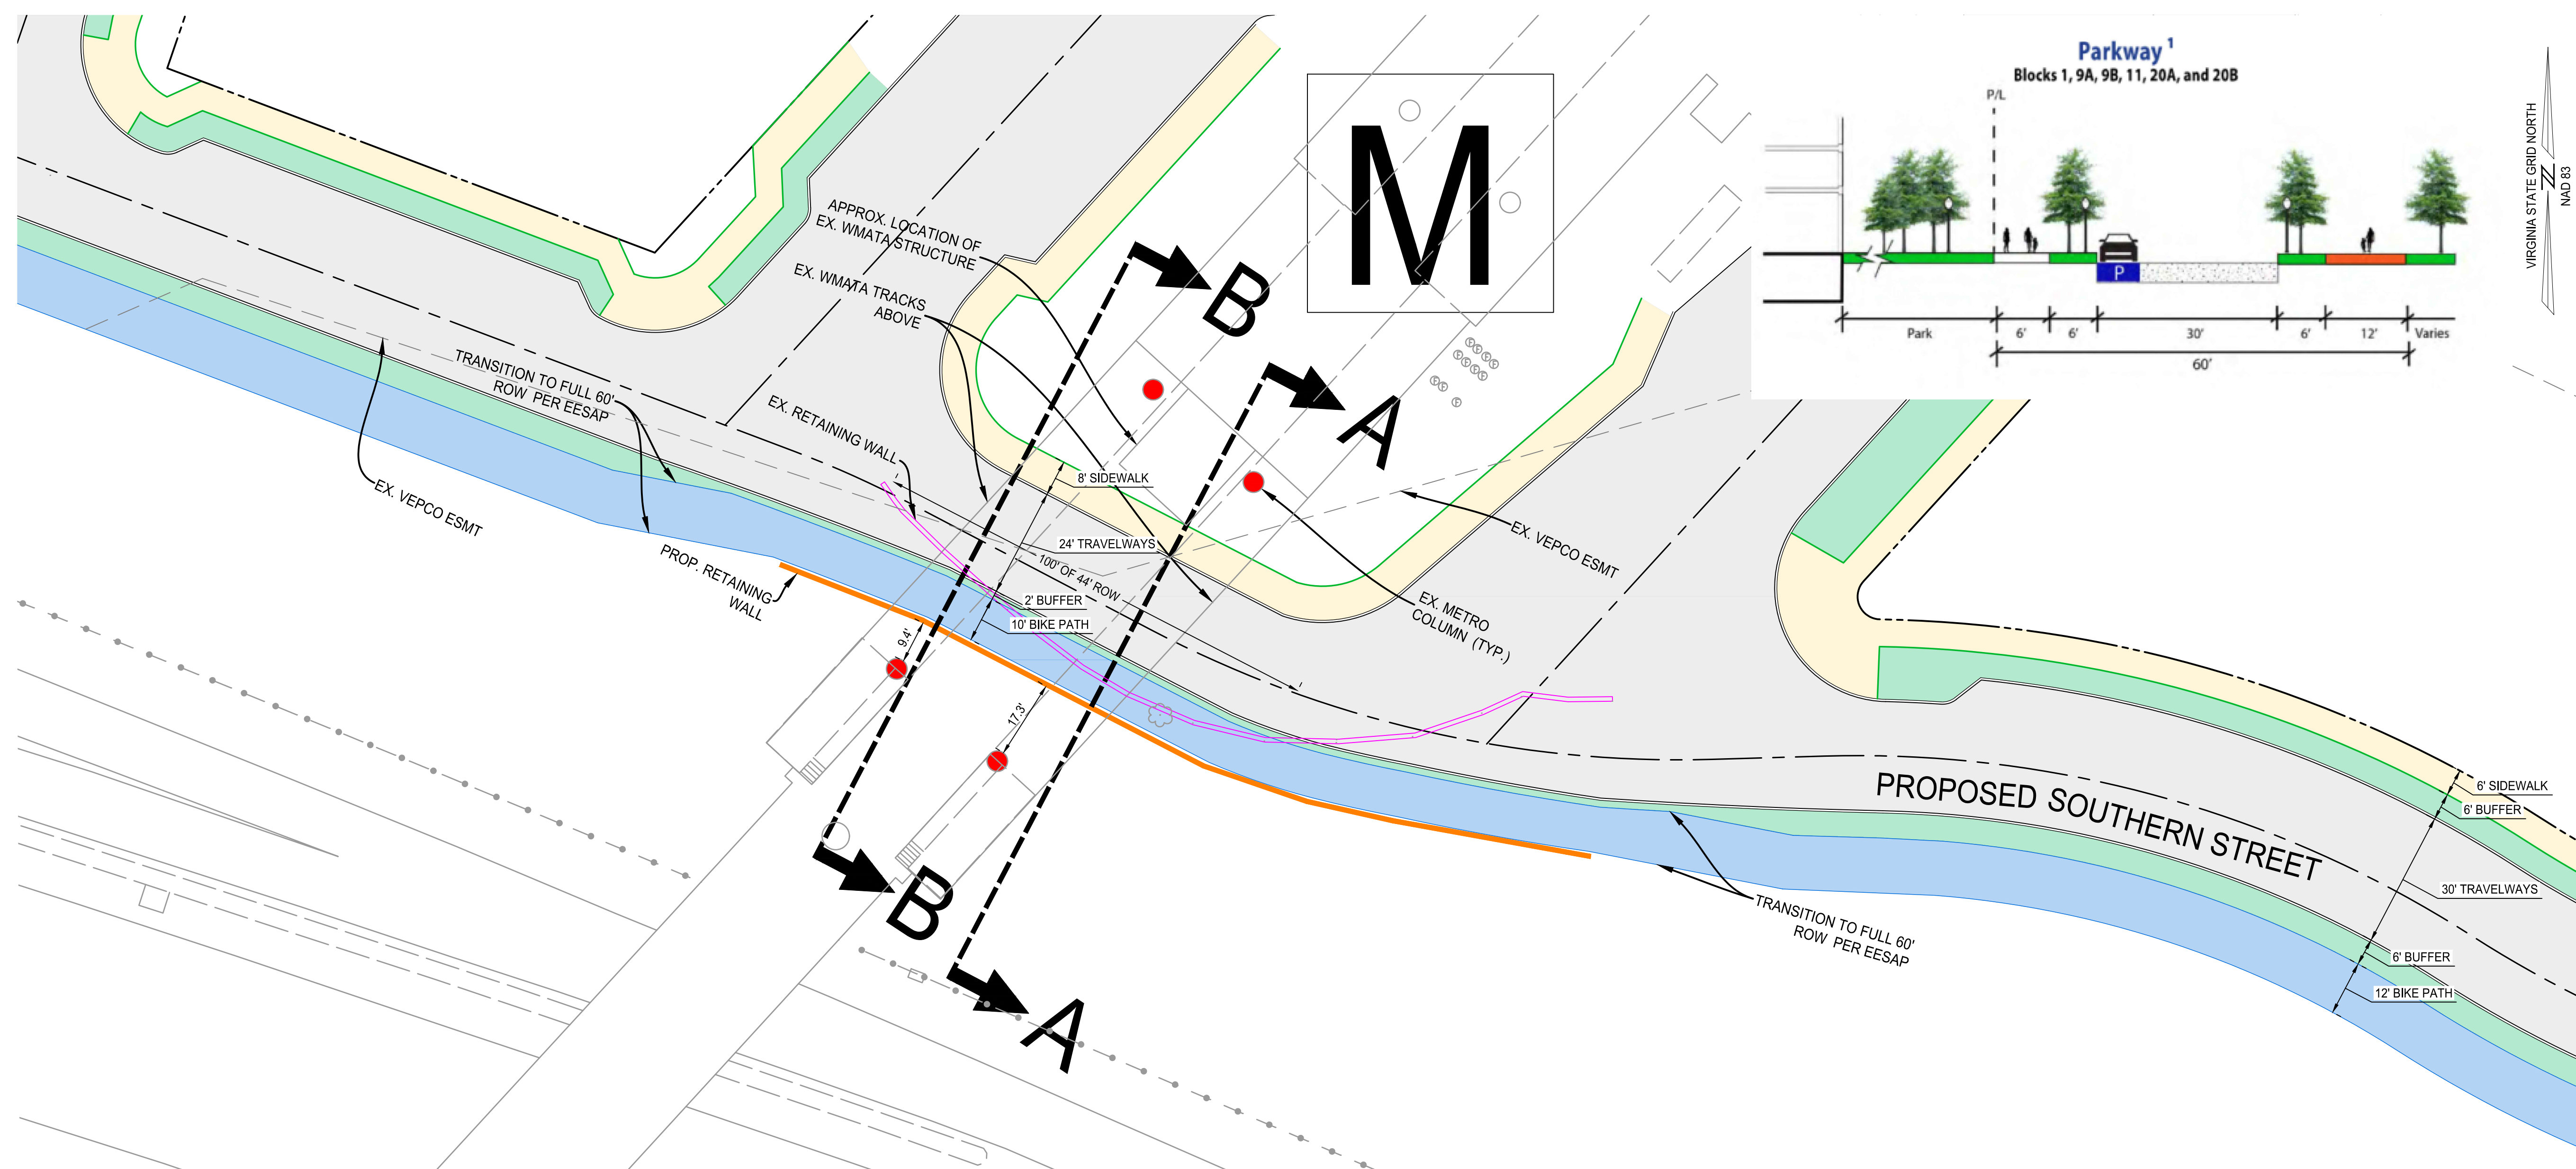 Parkway 1
Blocks 1, 9A, 9B, 11, 20A, and 20B
P/L
P
Park
6'
6'
30'
6'
12'
Varies
60'
VIRGINIA STATE GRID NORTH
NAD 83
M
APPROX. LOCATION OF
EX. WMATA STRUCTURE
EX. WMATA TRACKS
ABOVE
B
A
TRANSITION TO FULL 60'
ROW PER EESAP
EX. RETAINING WALL
8' SIDEWALK
EX. VEPCO ESMT
EX. VEPCO ESMT
24' TRAVELWAYS
100' OF 44' ROW
PROP. RETAINING
WALL
2' BUFFER
10' BIKE PATH
EX. METRO
COLUMN (TYP.)
9.4'
17.3'
PROPOSED SOUTHERN STREET
6' SIDEWALK
6' BUFFER
30' TRAVELWAYS
6' BUFFER
12' BIKE PATH
B
A
TRANSITION TO FULL 60'
ROW PER EESAP